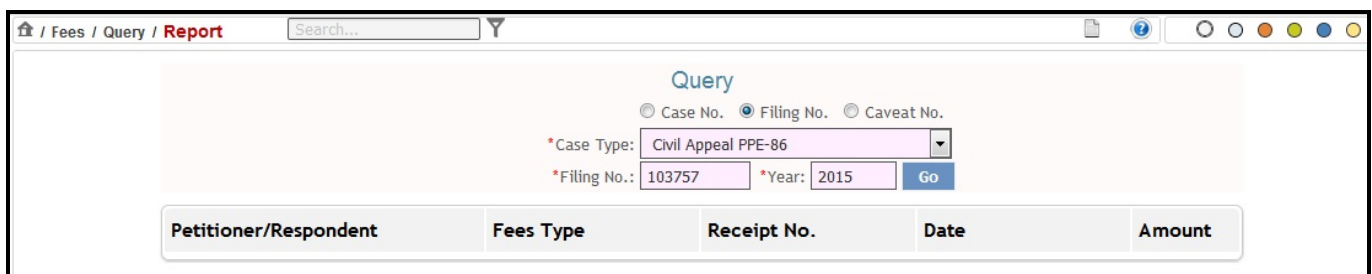 / Fees / Query / Report Search...
Query
Case No. Filing No. Caveat No.
*Case Type: Civil Appeal PPE-86
*Filing No.: 103757 *Year: 2015 Go
Petitioner/Respondent Fees Type Receipt No. Date Amount